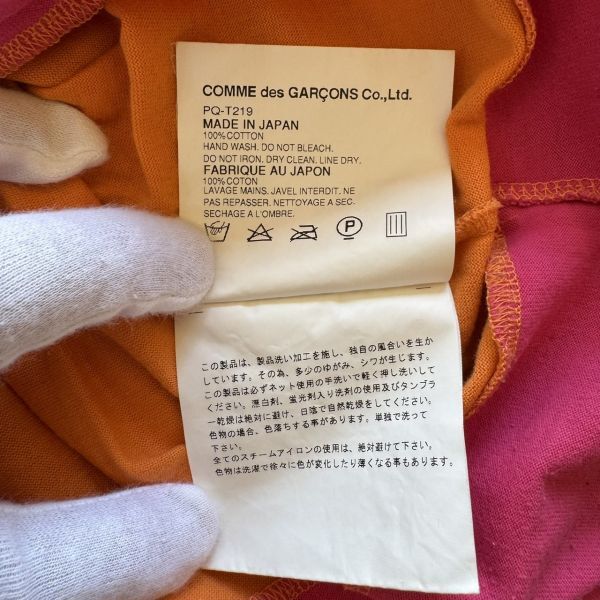 COMME des GARÇONS Co.,Ltd.
PQ-T219
MADE IN JAPAN
100%COTTON
HAND WASH. DO NOT BLEACH.
DO NOT IRON. DRY CLEAN. LINE DRY.
FABRIQUE AU JAPON
100%COTON
LAVAGE MAINS. JAVEL INTERDIT. NE
PAS REPASSER. NETTOYAGE A SEC.
SECHAGE A L'OMBRE.
P
この製品は、製品洗い加工を施し、独自の風合いを生か
しています。その為、多少のゆがみ、シワが生じます。
この製品は必ずネット使用の手洗いで軽く押し洗いして
ください。漂白剤、蛍光剤入り洗剤の使用及びタンブラ
ー乾燥は絶対に避け、日陰で自然乾燥をしてください。
色物の場合、色落ちする事があります。単独で洗って
下さい。
全てのスチームアイロンの使用は、絶対避けて下さい。
色物は洗濯で徐々に色が変化したり薄くなる事もあります。